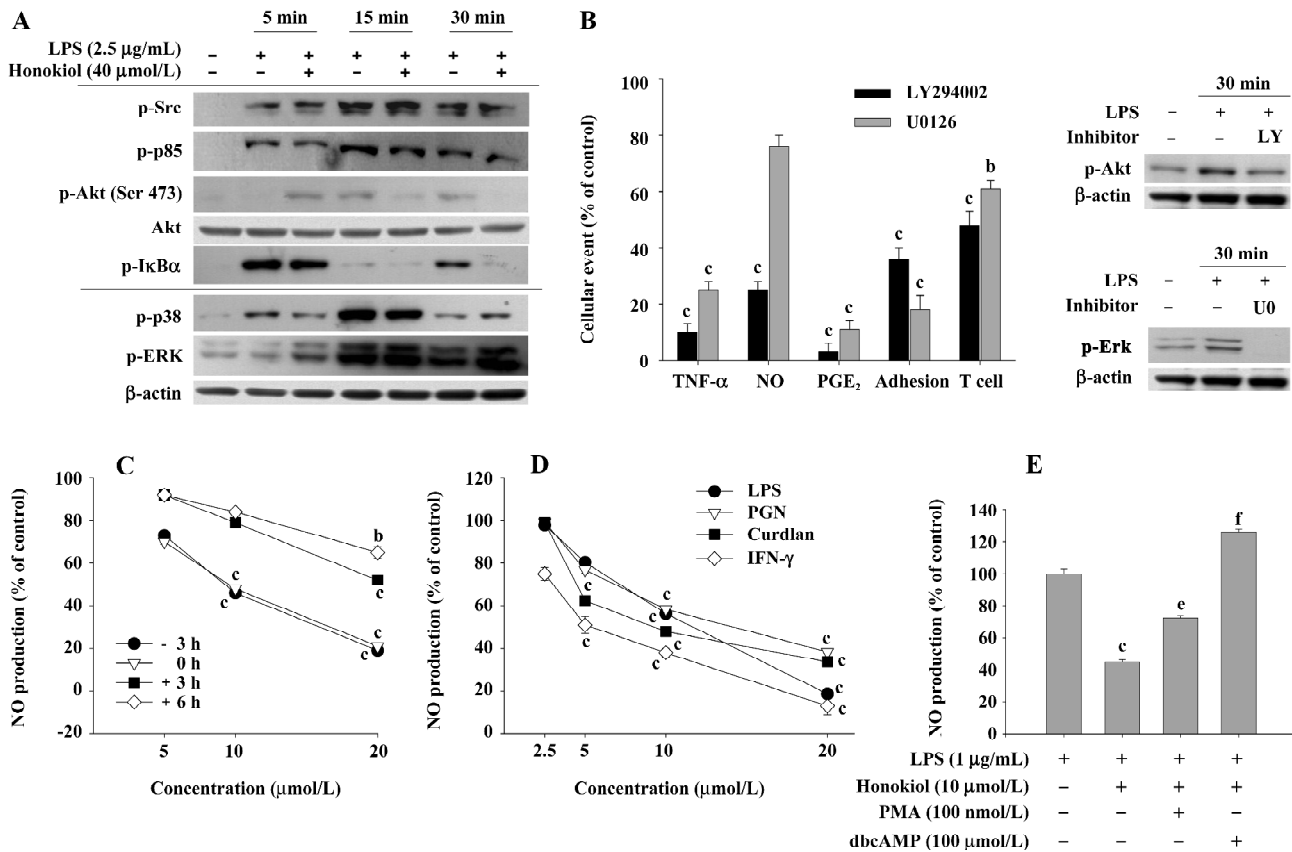 A
5 min 15 min 30 min
LPS (2.5 μg/mL) – + + + + + +
Honokiol (40 μmol/L) – – + – + – +
p-Src
p-p85
p-Akt (Ser 473)
Akt
p-IκBα
p-p38
p-ERK
β-actin
B
Cellular event (% of control)
100
80
60
40
20
0
LY294002
U0126
c c c c c c c c b
TNF-α NO PGE₂ Adhesion T cell
30 min
LPS – + +
Inhibitor – – LY
p-Akt
β-actin
30 min
LPS – + +
Inhibitor – – U0
p-Erk
β-actin
C
NO production (% of control)
100
80
60
40
20
0
-20
c
c
b
c
c
c
- 3 h
0 h
+ 3 h
+ 6 h
5 10 20
Concentration (μmol/L)
D
NO production (% of control)
120
100
80
60
40
20
0
LPS
PGN
Curdlan
IFN-γ
c
c
c
c
c
c
c
c
c
c
2.5 5 10 20
Concentration (μmol/L)
E
NO production (% of control)
140
120
100
80
60
40
20
0
c
e
f
LPS (1 μg/mL) + + + +
Honokiol (10 μmol/L) – + + +
PMA (100 nmol/L) – – + –
dbcAMP (100 μmol/L) – – – +